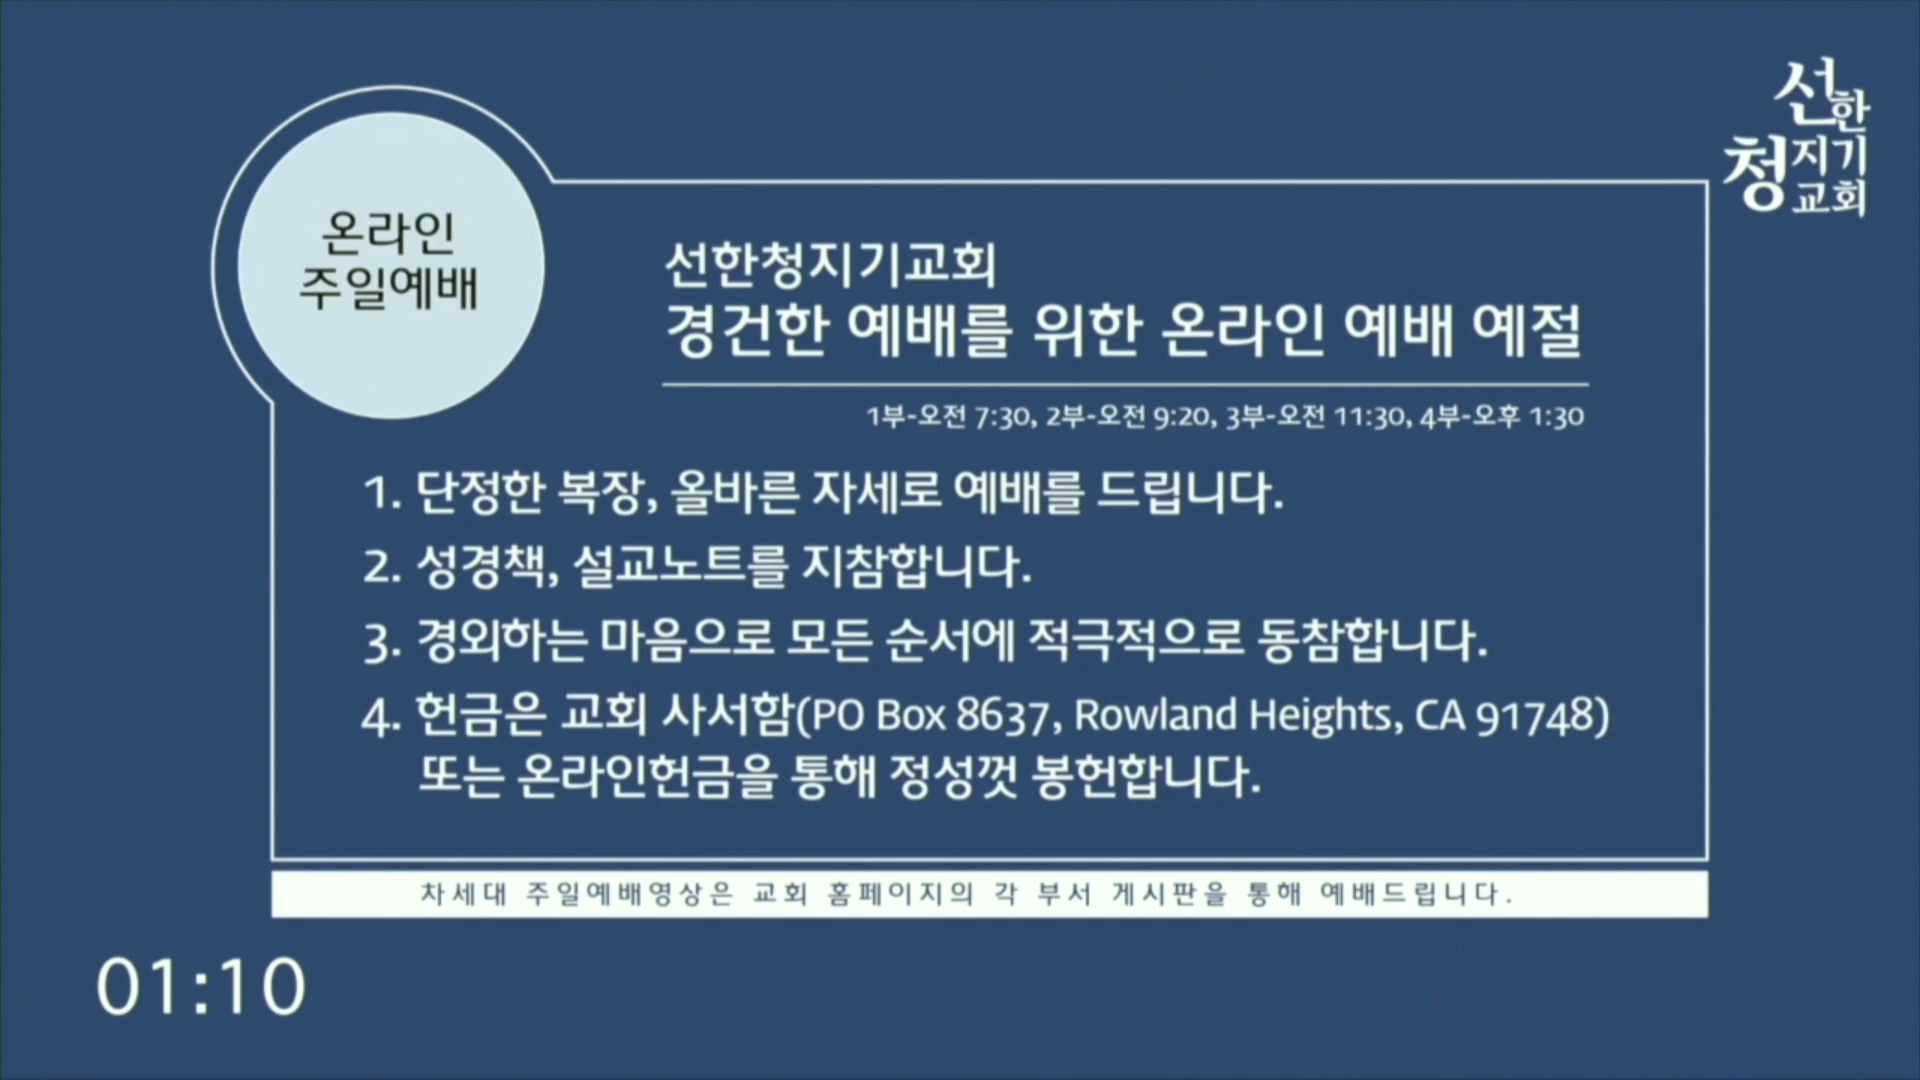 선한
청지기
교회
온라인
주일예배
선한청지기교회
경건한 예배를 위한 온라인 예배 예절
1부-오전 7:30, 2부-오전 9:20, 3부-오전 11:30, 4부-오후 1:30
1. 단정한 복장, 올바른 자세로 예배를 드립니다.
2. 성경책, 설교노트를 지참합니다.
3. 경외하는 마음으로 모든 순서에 적극적으로 동참합니다.
4. 헌금은 교회 사서함(PO Box 8637, Rowland Heights, CA 91748)
또는 온라인헌금을 통해 정성껏 봉헌합니다.
차세대 주일예배영상은 교회 홈페이지의 각 부서 게시판을 통해 예배드립니다.
01:10